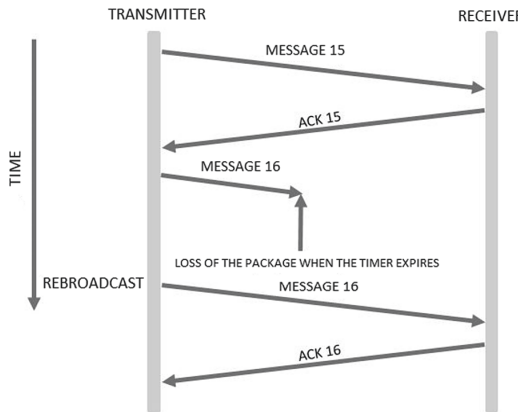 TRANSMITTER
RECEIVER
MESSAGE 15
ACK 15
TIME
MESSAGE 16
LOSS OF THE PACKAGE WHEN THE TIMER EXPIRES
REBROADCAST
MESSAGE 16
ACK 16